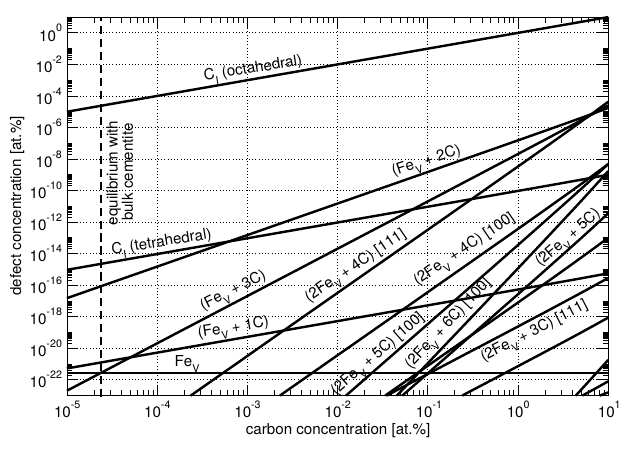 10^0
10^-2
10^-4
10^-6
10^-8
10^-10
10^-12
10^-14
10^-16
10^-18
10^-20
10^-22
defect concentration [at.%]
C_I (octahedral)
equilibrium with
bulk cementite
(Fe_V + 2C)
C_I (tetrahedral)
(Fe_V + 3C)
(2Fe_V + 4C) [111]
(2Fe_V + 4C) [100]
(Fe_V + 5C)
(Fe_V + 1C)
(2Fe_V + 5C) [100]
(2Fe_V + 6C) [100]
(2Fe_V + 3C) [111]
Fe_V
10^-5
10^-4
10^-3
10^-2
10^-1
10^0
10^1
carbon concentration [at.%]